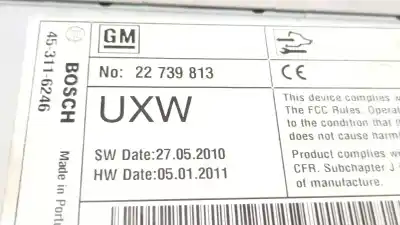 GM
No: 22 739 813
UXW
SW Date:27.05.2010
HW Date:05.01.2011
BOSCH
45-311-6246
Made in
CE
This device complies
The FCC Rules.
to the condition that
does not cause
Product complies
CFR. Subchapter J
of manufacture.